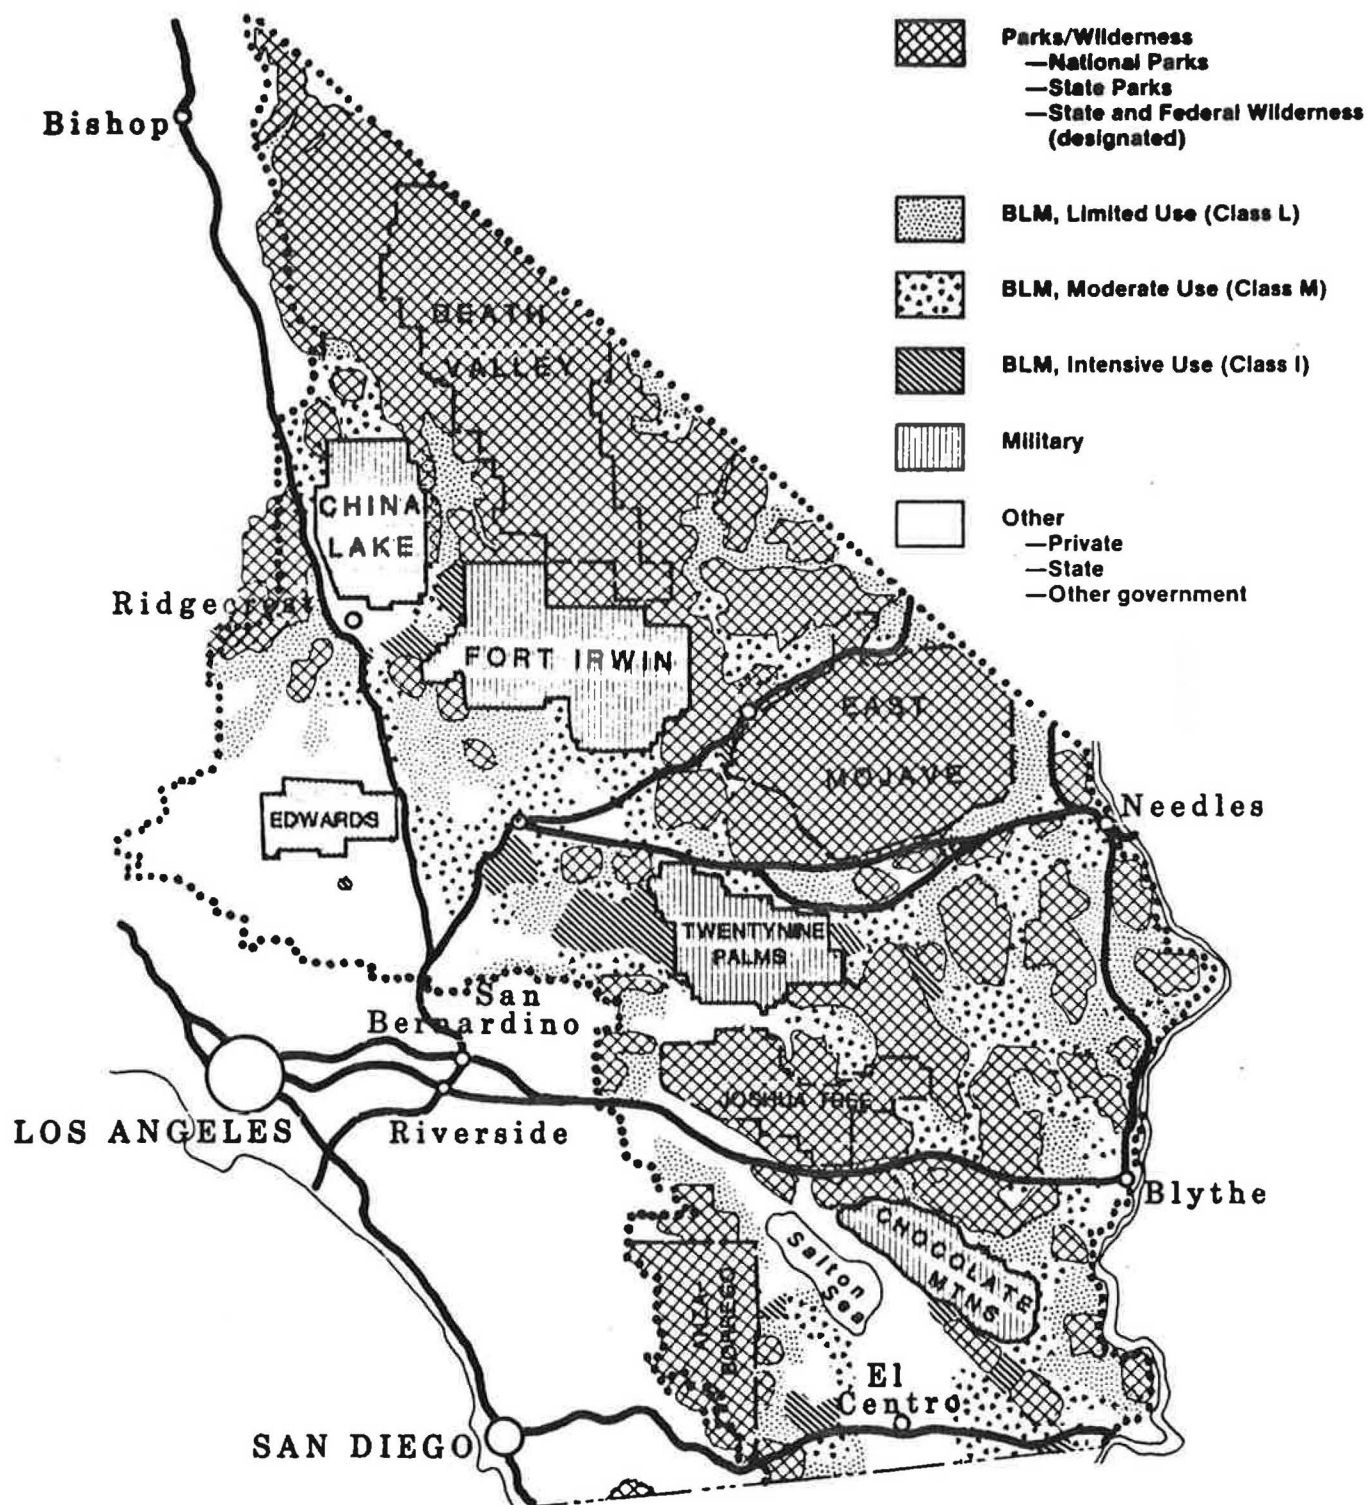 Parks/Wilderness
—National Parks
—State Parks
—State and Federal Wilderness
(designated)
BLM, Limited Use (Class L)
BLM, Moderate Use (Class M)
BLM, Intensive Use (Class I)
Military
Other
—Private
—State
—Other government
Bishop
DEATH
VALLEY
CHINA
LAKE
Ridgecrest
FORT IRWIN
EAST
MOJAVE
EDWARDS
Needles
TWENTYNINE
PALMS
San
Bernardino
JOSHUA TREE
LOS ANGELES
Riverside
Blythe
CHOCOLATE
MTNS
Salton
Sea
ANZA
BORREGO
El
Centro
SAN DIEGO